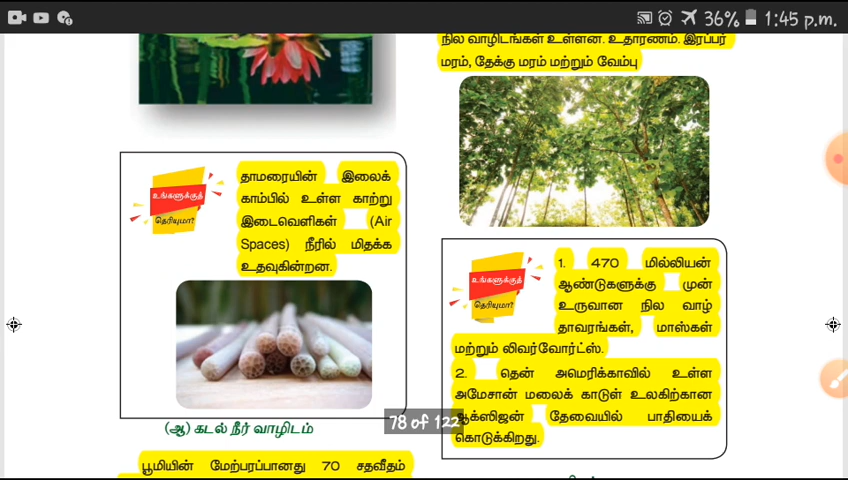 36% 1:45 p.m.
தாமரையின் இலைக்
காம்பில் உள்ள காற்று
இடைவெளிகள் (Air
Spaces) நீரில் மிதக்க
உதவுகின்றன.
உங்களுக்குத்
தெரியுமா?
(ஆ) கடல் நீர் வாழிடம்
பூமியின் மேற்பரப்பானது 70 சதவீதம்
நில வாழிடங்கள் உள்ளன. உதாரணம். இரப்பர்
மரம், தேக்கு மரம் மற்றும் வேம்பு
உங்களுக்குத்
தெரியுமா?
1. 470 மில்லியன்
ஆண்டுகளுக்கு முன்
உருவான நில வாழ்
தாவரங்கள், மாஸ்கள்
மற்றும் லிவர்வோர்ட்ஸ்.
2. தென் அமெரிக்காவில் உள்ள
அமேசான் மலைக் காடுகள் உலகிற்கான
ஆக்ஸிஜன் தேவையில் பாதியைக்
கொடுக்கிறது.
78 of 122